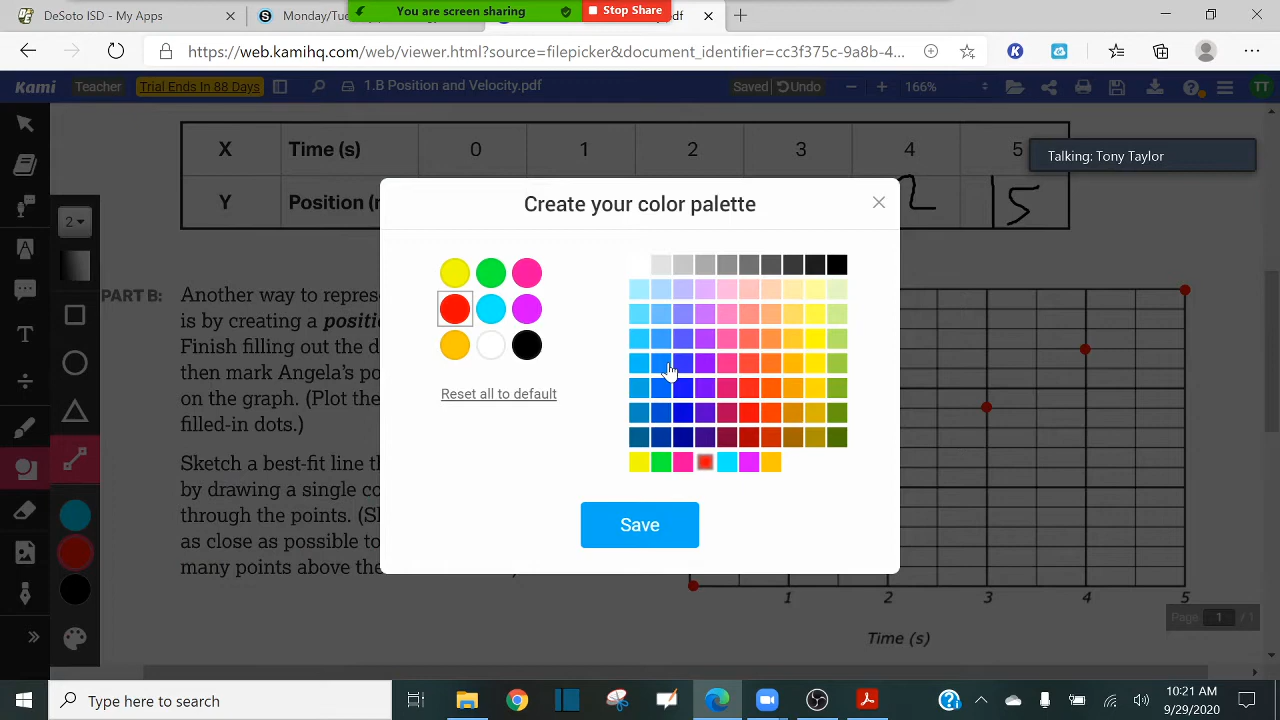 DeSoto ISD - My App
Monday/Tue
You are screen sharing
Stop Share
https://web.kamihq.com/web/viewer.html?source=filepicker&document_identifier=cc3f375c-9a8b-4...
Kami
Teacher
Trial Ends In 88 Days
1.B Position and Velocity.pdf
Saved
Undo
166%
TT
X Time (s) 0 1 2 3 4 5
Talking: Tony Taylor
Y Position (
2 15
2
Create your color palette
Reset all to default
Save
PART B: Another way to repres
is by creating a positi
Finish filling out the d
then mark Angela's po
on the graph. (Plot the
filled-in dots.)
Sketch a best-fit line t
by drawing a single co
through the points. (S
as close as possible to
many points above the
1 2 3 4 5
Time (s)
Page 1 / 1
Type here to search
10:21 AM
9/29/2020